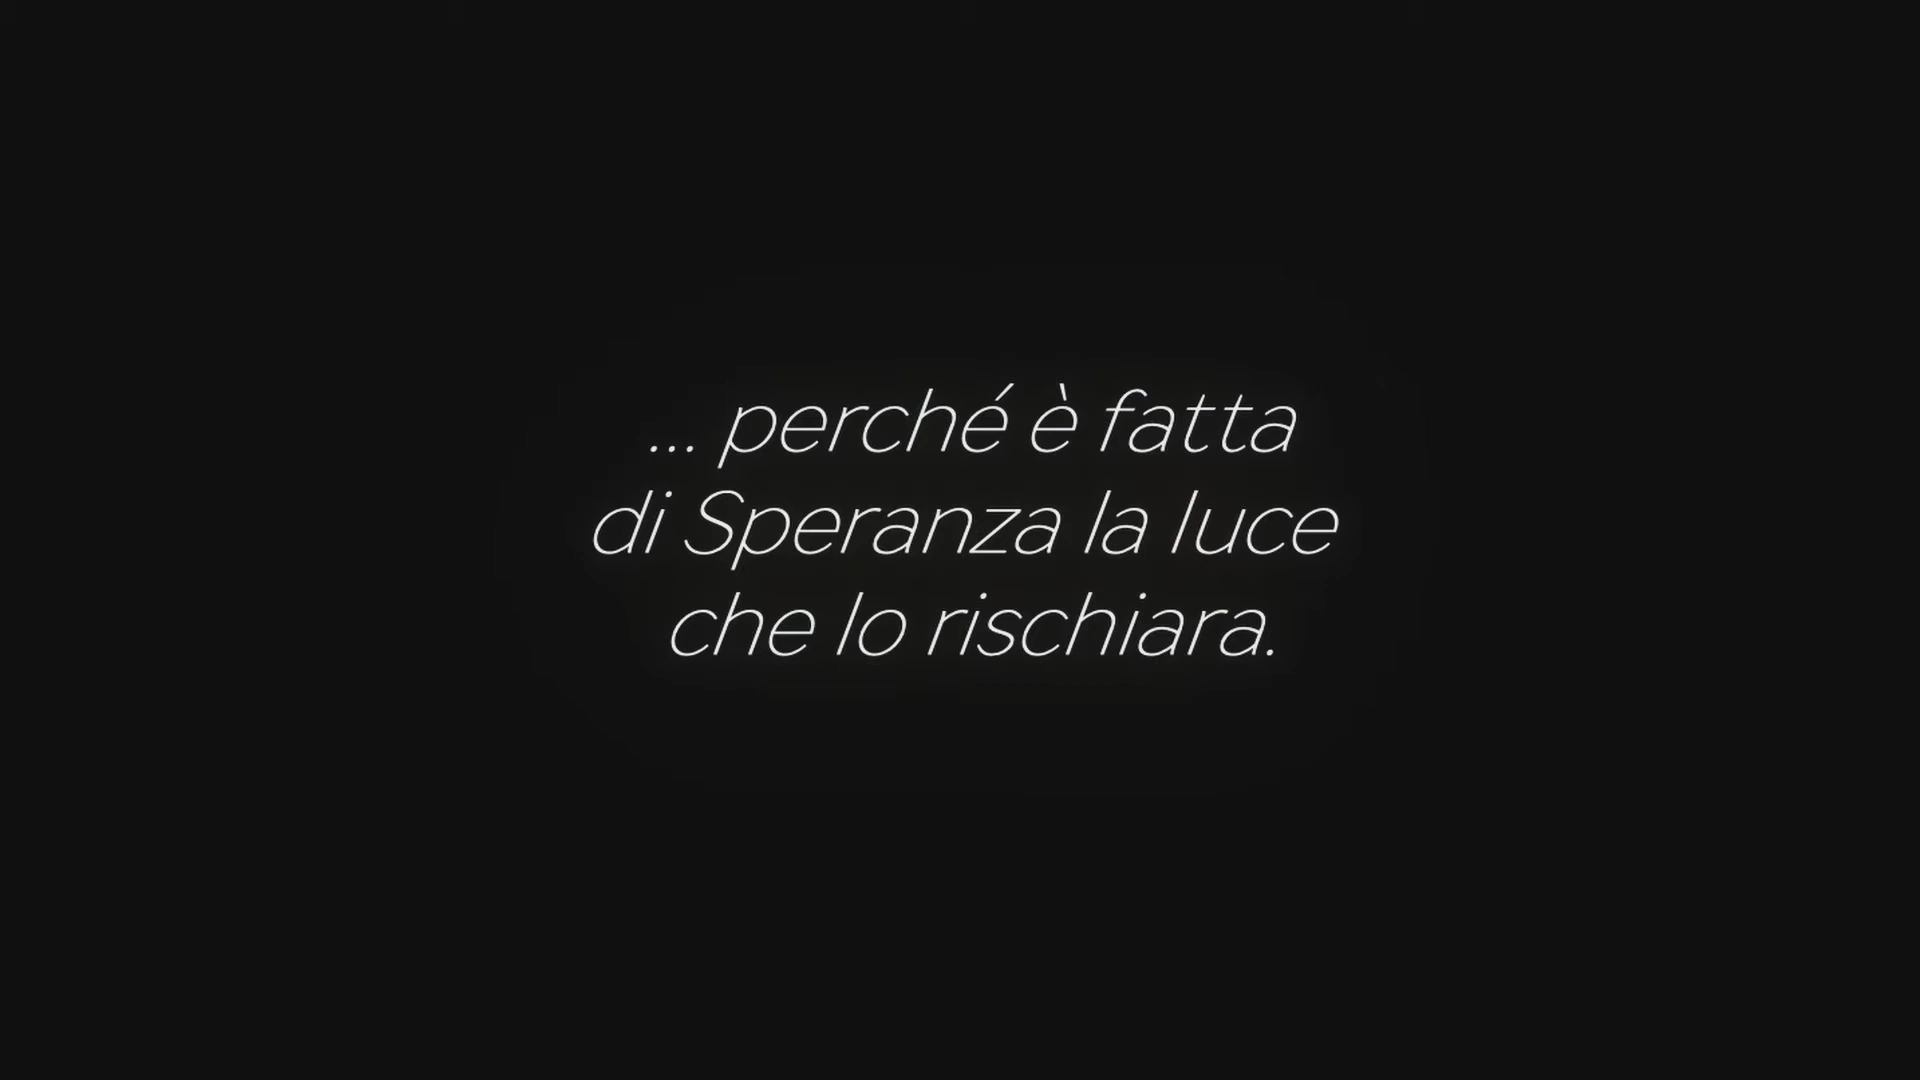 ... perché è fatta
di Speranza la luce
che lo rischiara.